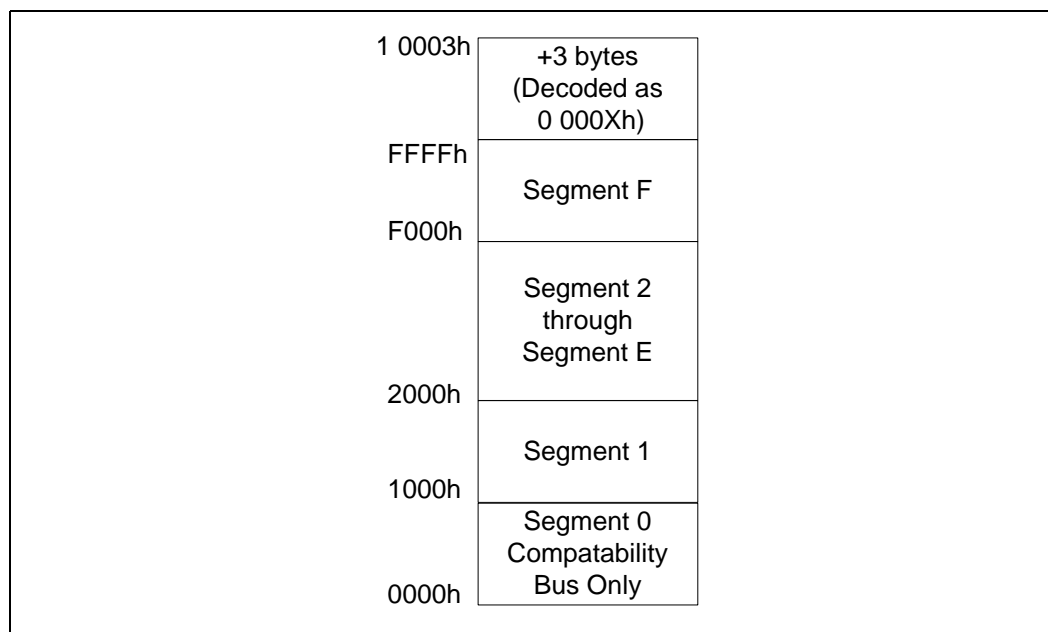 1 0003h
+3 bytes
(Decoded as
0 000Xh)
FFFFh
Segment F
F000h
Segment 2
through
Segment E
2000h
Segment 1
1000h
Segment 0
Compatability
Bus Only
0000h